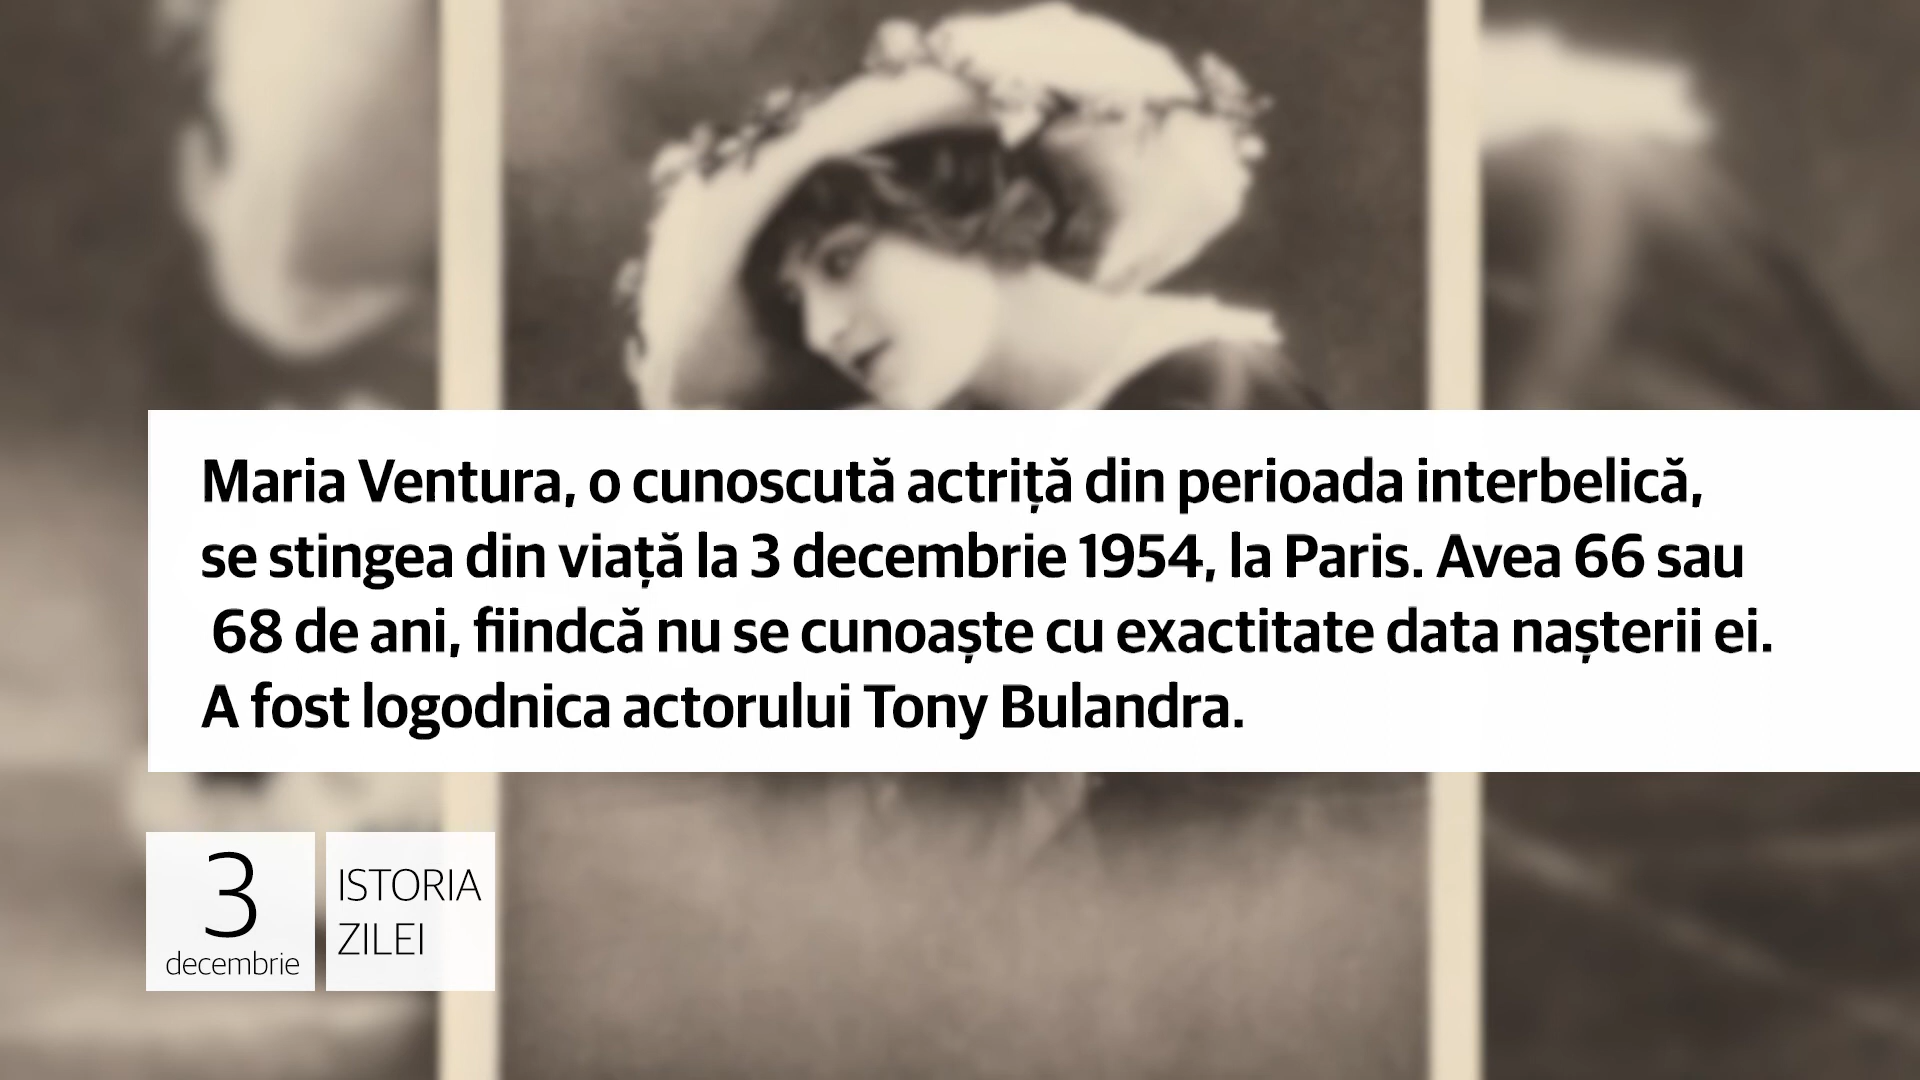 Maria Ventura, o cunoscută actriță din perioada interbelică,
se stingea din viață la 3 decembrie 1954, la Paris. Avea 66 sau
68 de ani, fiindcă nu se cunoaște cu exactitate data nașterii ei.
A fost logodnica actorului Tony Bulandra.
3
decembrie
ISTORIA
ZILEI